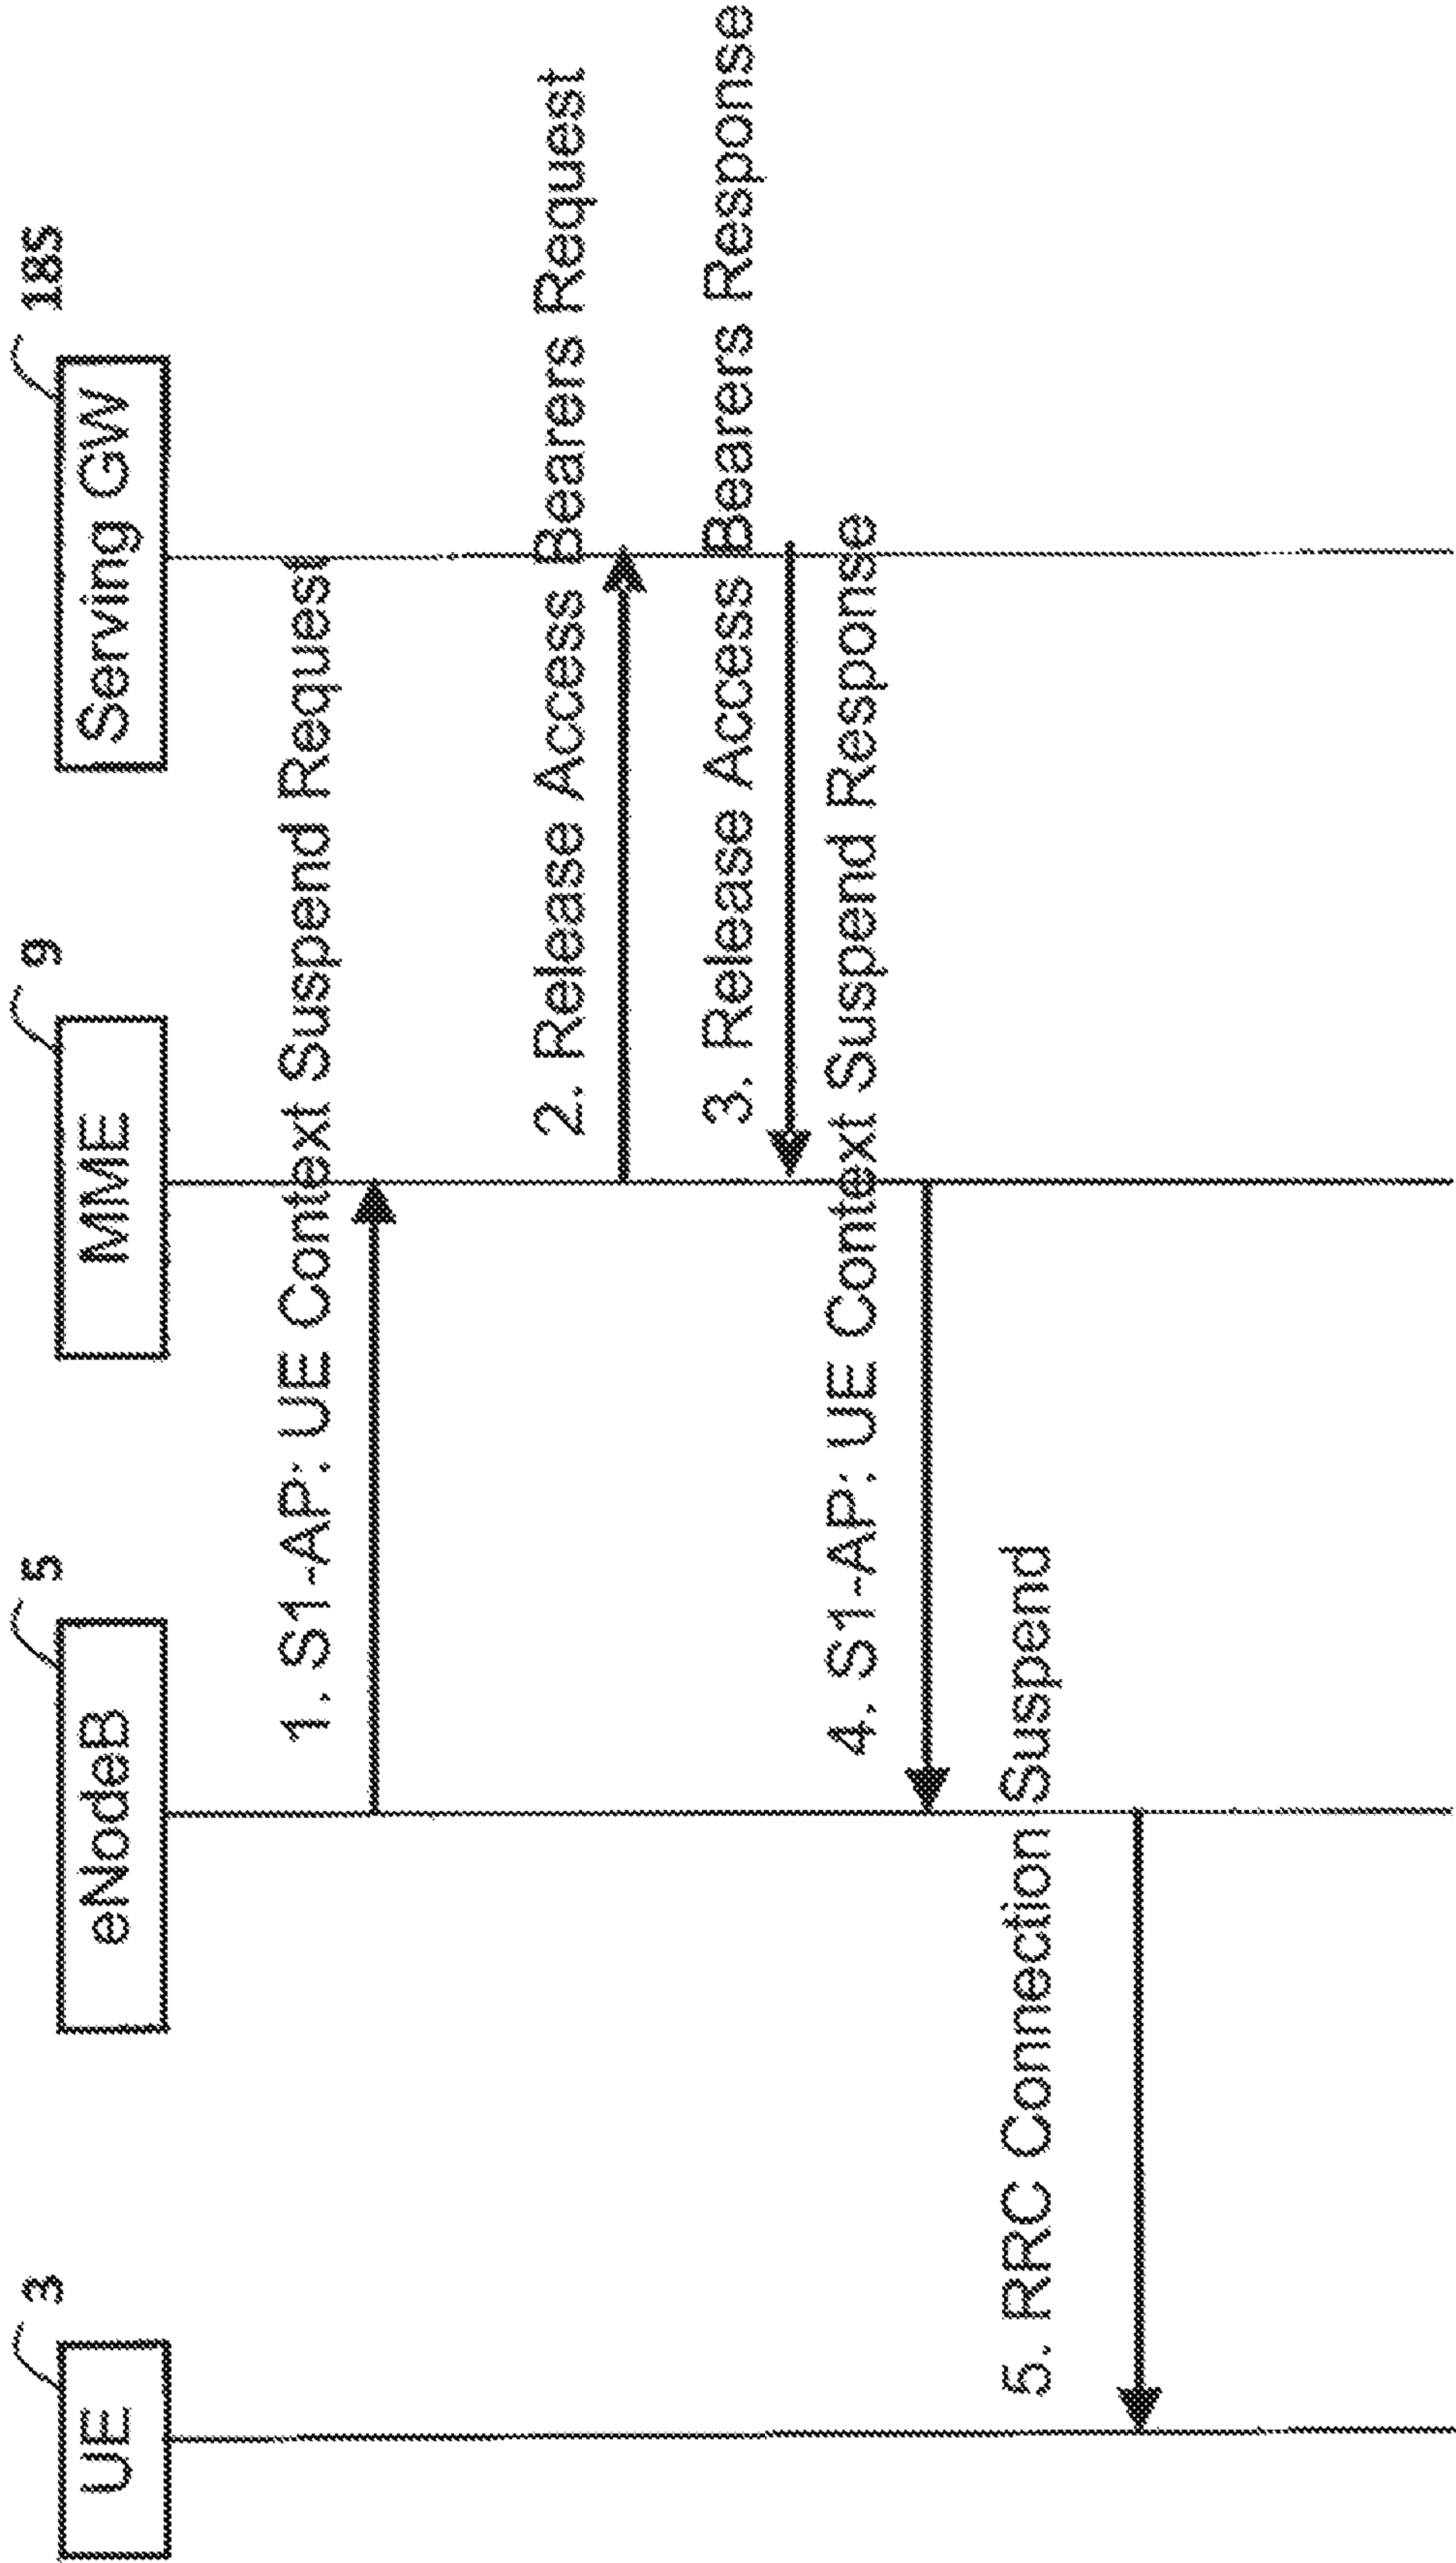 UE
3
eNodeB
5
MME
9
Serving GW
18S
1. S1-AP: UE Context Suspend Request
2. Release Access Bearers Request
3. Release Access Bearers Response
4. S1-AP: UE Context Suspend Response
5. RRC Connection Suspend